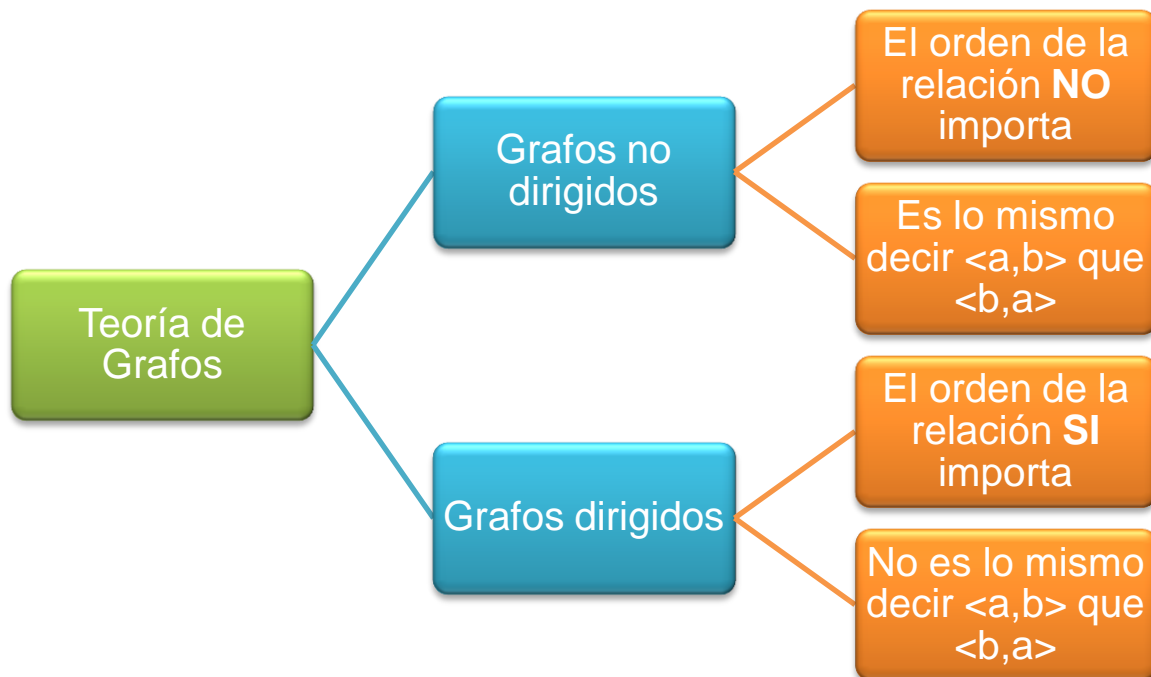 Teoría de
Grafos
Grafos no
dirigidos
El orden de la
relación NO
importa
Es lo mismo
decir <a,b> que
<b,a>
Grafos dirigidos
El orden de la
relación SI
importa
No es lo mismo
decir <a,b> que
<b,a>